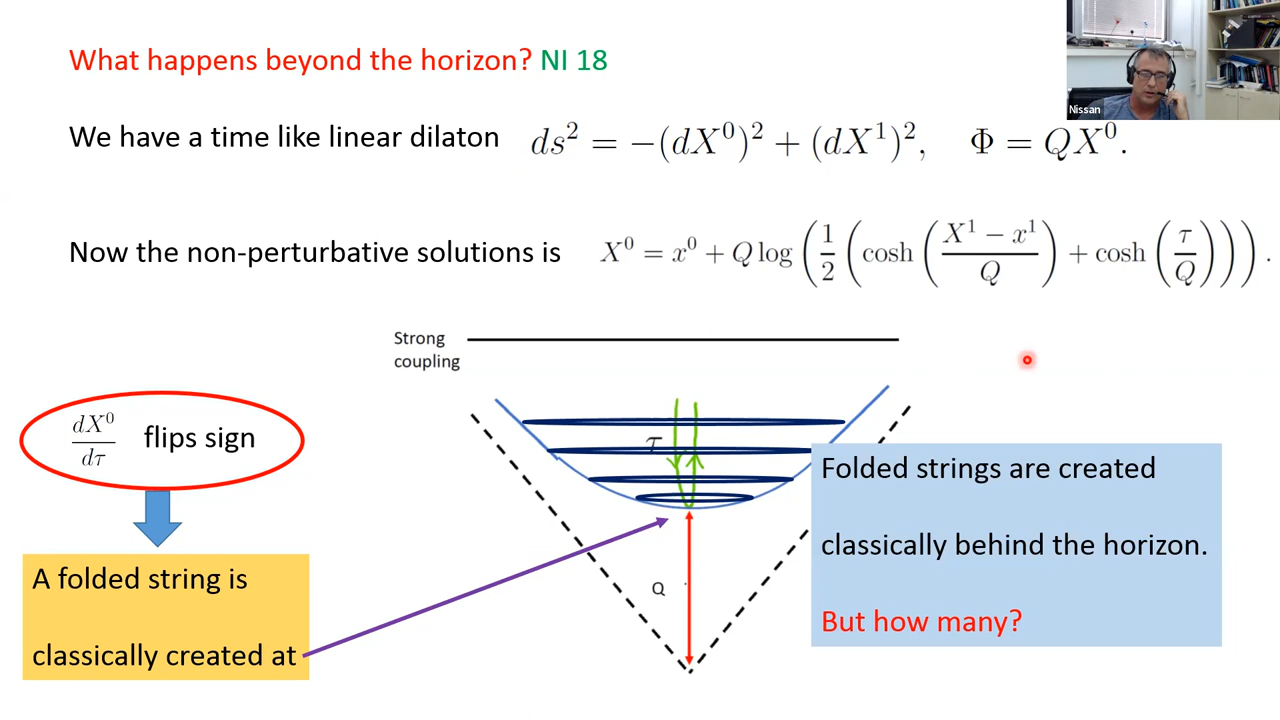 What happens beyond the horizon? NI 18
Nissan
We have a time like linear dilaton ds² = −(dX⁰)² + (dX¹)², Φ = QX⁰.
Now the non-perturbative solutions is X⁰ = x⁰ + Q log (1/2 (cosh ((X¹ − x¹)/Q) + cosh (τ/Q))) .
Strong
coupling
dX⁰/dτ flips sign
τ
Folded strings are created
classically behind the horizon.
But how many?
A folded string is
classically created at
Q